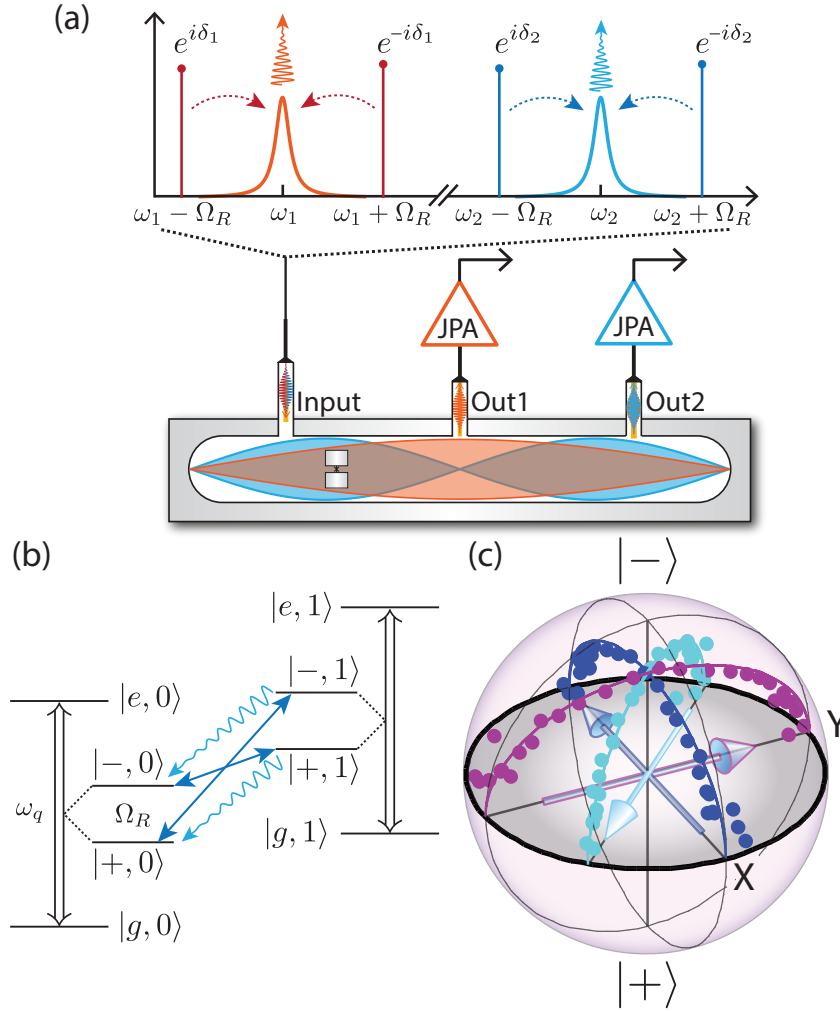 (a)
e^{iδ_1} e^{-iδ_1} e^{iδ_2} e^{-iδ_2}
ω_1 − Ω_R ω_1 ω_1 + Ω_R ω_2 − Ω_R ω_2 ω_2 + Ω_R
JPA JPA
Input Out1 Out2
(b)
|e, 1⟩
|−, 1⟩
|e, 0⟩
|−, 0⟩
|+, 1⟩
ω_q Ω_R
|+, 0⟩
|g, 1⟩
|g, 0⟩
(c)
|−⟩
Y
X
|+⟩